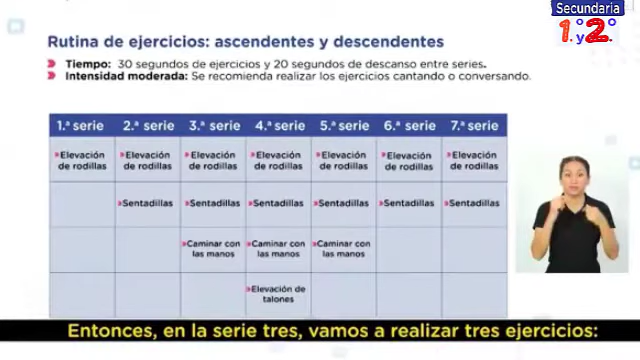 Secundaria
1.° y 2.°
Rutina de ejercicios: ascendentes y descendentes
Tiempo: 30 segundos de ejercicios y 20 segundos de descanso entre series.
Intensidad moderada: Se recomienda realizar los ejercicios cantando o conversando.
1.ª serie 2.ª serie 3.ª serie 4.ª serie 5.ª serie 6.ª serie 7.ª serie
Elevación Elevación Elevación Elevación Elevación Elevación Elevación
de rodillas de rodillas de rodillas de rodillas de rodillas de rodillas de rodillas
Sentadillas Sentadillas Sentadillas Sentadillas Sentadillas Sentadillas
Caminar con Caminar con Caminar con
las manos las manos las manos
Elevación de
talones
Entonces, en la serie tres, vamos a realizar tres ejercicios: